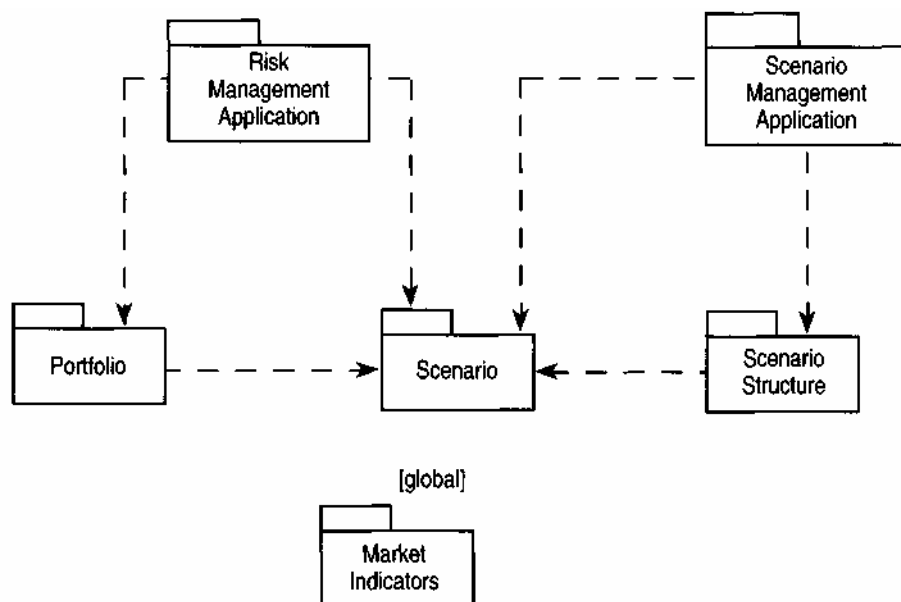 Risk
Management
Application
Scenario
Management
Application
Portfolio
Scenario
Scenario
Structure
[global}
Market
Indicators